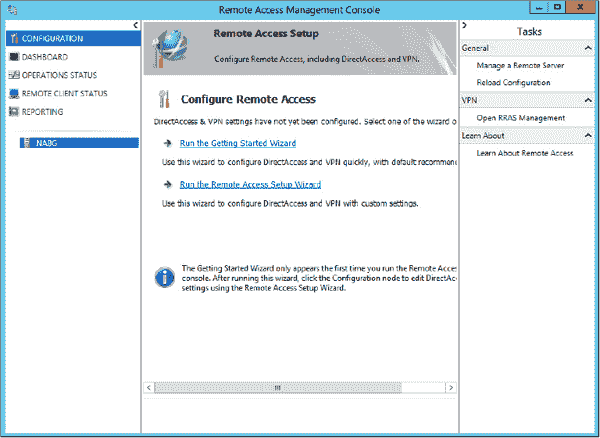 Remote Access Management Console
CONFIGURATION
DASHBOARD
OPERATIONS STATUS
REMOTE CLIENT STATUS
REPORTING
Remote Access Setup
Configure Remote Access, including DirectAccess and VPN.
Configure Remote Access
DirectAccess & VPN settings have not yet been configured. Select one of the wizard o
Run the Getting Started Wizard
Use this wizard to configure DirectAccess and VPN quickly, with default recommen
Run the Remote Access Setup Wizard
Use this wizard to configure DirectAccess and VPN with custom settings.
The Getting Started Wizard only appears the first time you run the Remote Acces
console. After running this wizard, click the Configuration node to edit DirectAc
settings using the Remote Access Setup Wizard.
Tasks
General
Manage a Remote Server
Reload Configuration
VPN
Open RRAS Management
Learn About
Learn About Remote Access